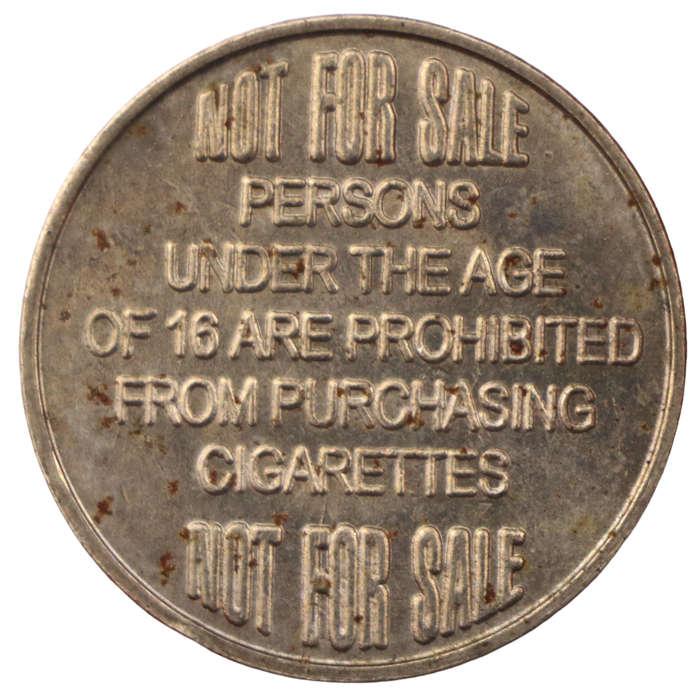 NOT FOR SALE
PERSONS
UNDER THE AGE
OF 16 ARE PROHIBITED
FROM PURCHASING
CIGARETTES
NOT FOR SALE